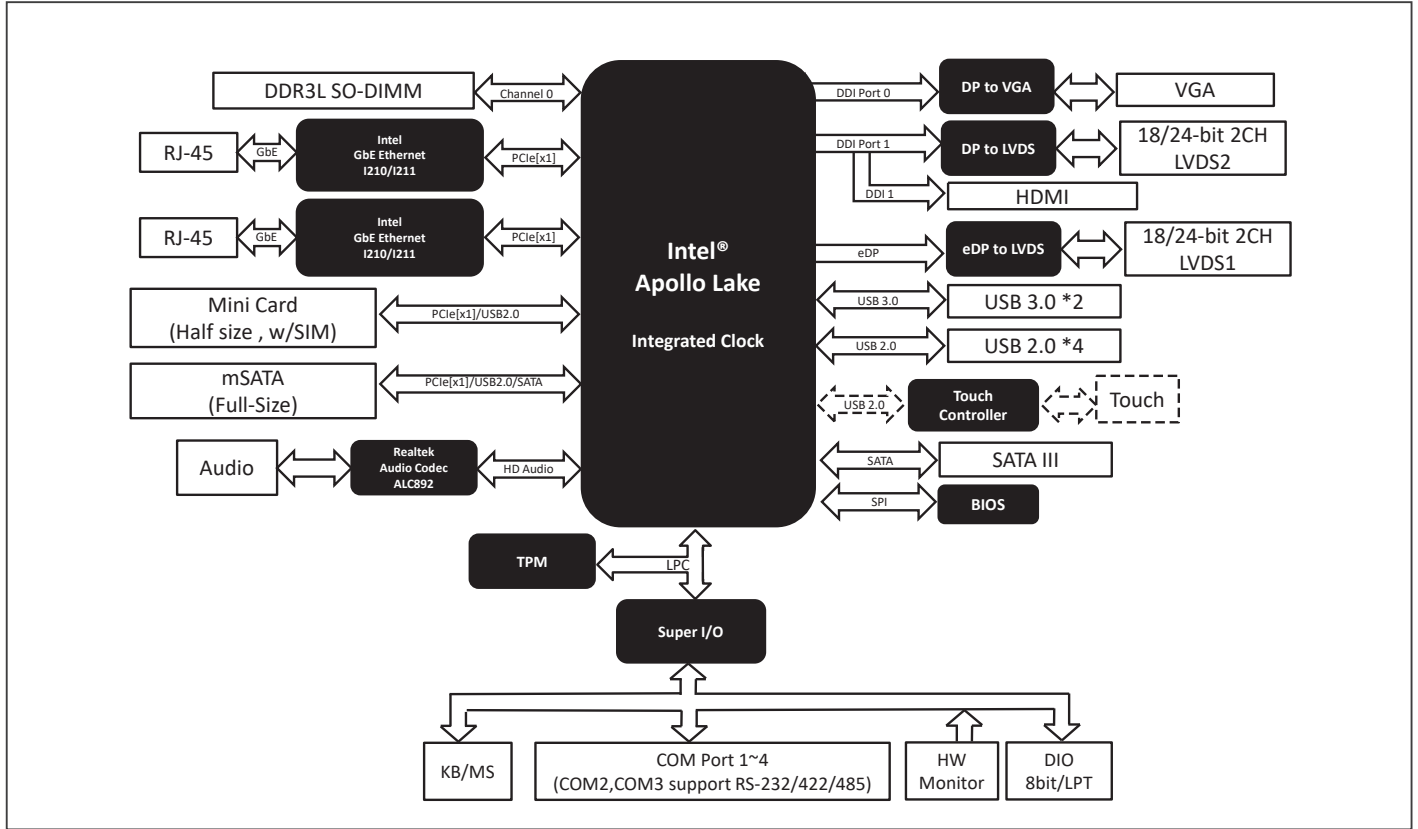 DDR3L SO-DIMM
Channel 0
RJ-45
GbE
Intel
GbE Ethernet
I210/I211
PCIe[x1]
RJ-45
GbE
Intel
GbE Ethernet
I210/I211
PCIe[x1]
Mini Card
(Half size , w/SIM)
PCIe[x1]/USB2.0
mSATA
(Full-Size)
PCIe[x1]/USB2.0/SATA
Audio
Realtek
Audio Codec
ALC892
HD Audio
Intel®
Apollo Lake
Integrated Clock
DDI Port 0
DP to VGA
VGA
DDI Port 1
DP to LVDS
18/24-bit 2CH
LVDS2
DDI 1
HDMI
eDP
eDP to LVDS
18/24-bit 2CH
LVDS1
USB 3.0
USB 3.0 *2
USB 2.0
USB 2.0 *4
USB 2.0
Touch
Controller
Touch
SATA
SATA III
SPI
BIOS
TPM
LPC
Super I/O
KB/MS
COM Port 1~4
(COM2,COM3 support RS-232/422/485)
HW
Monitor
DIO
8bit/LPT